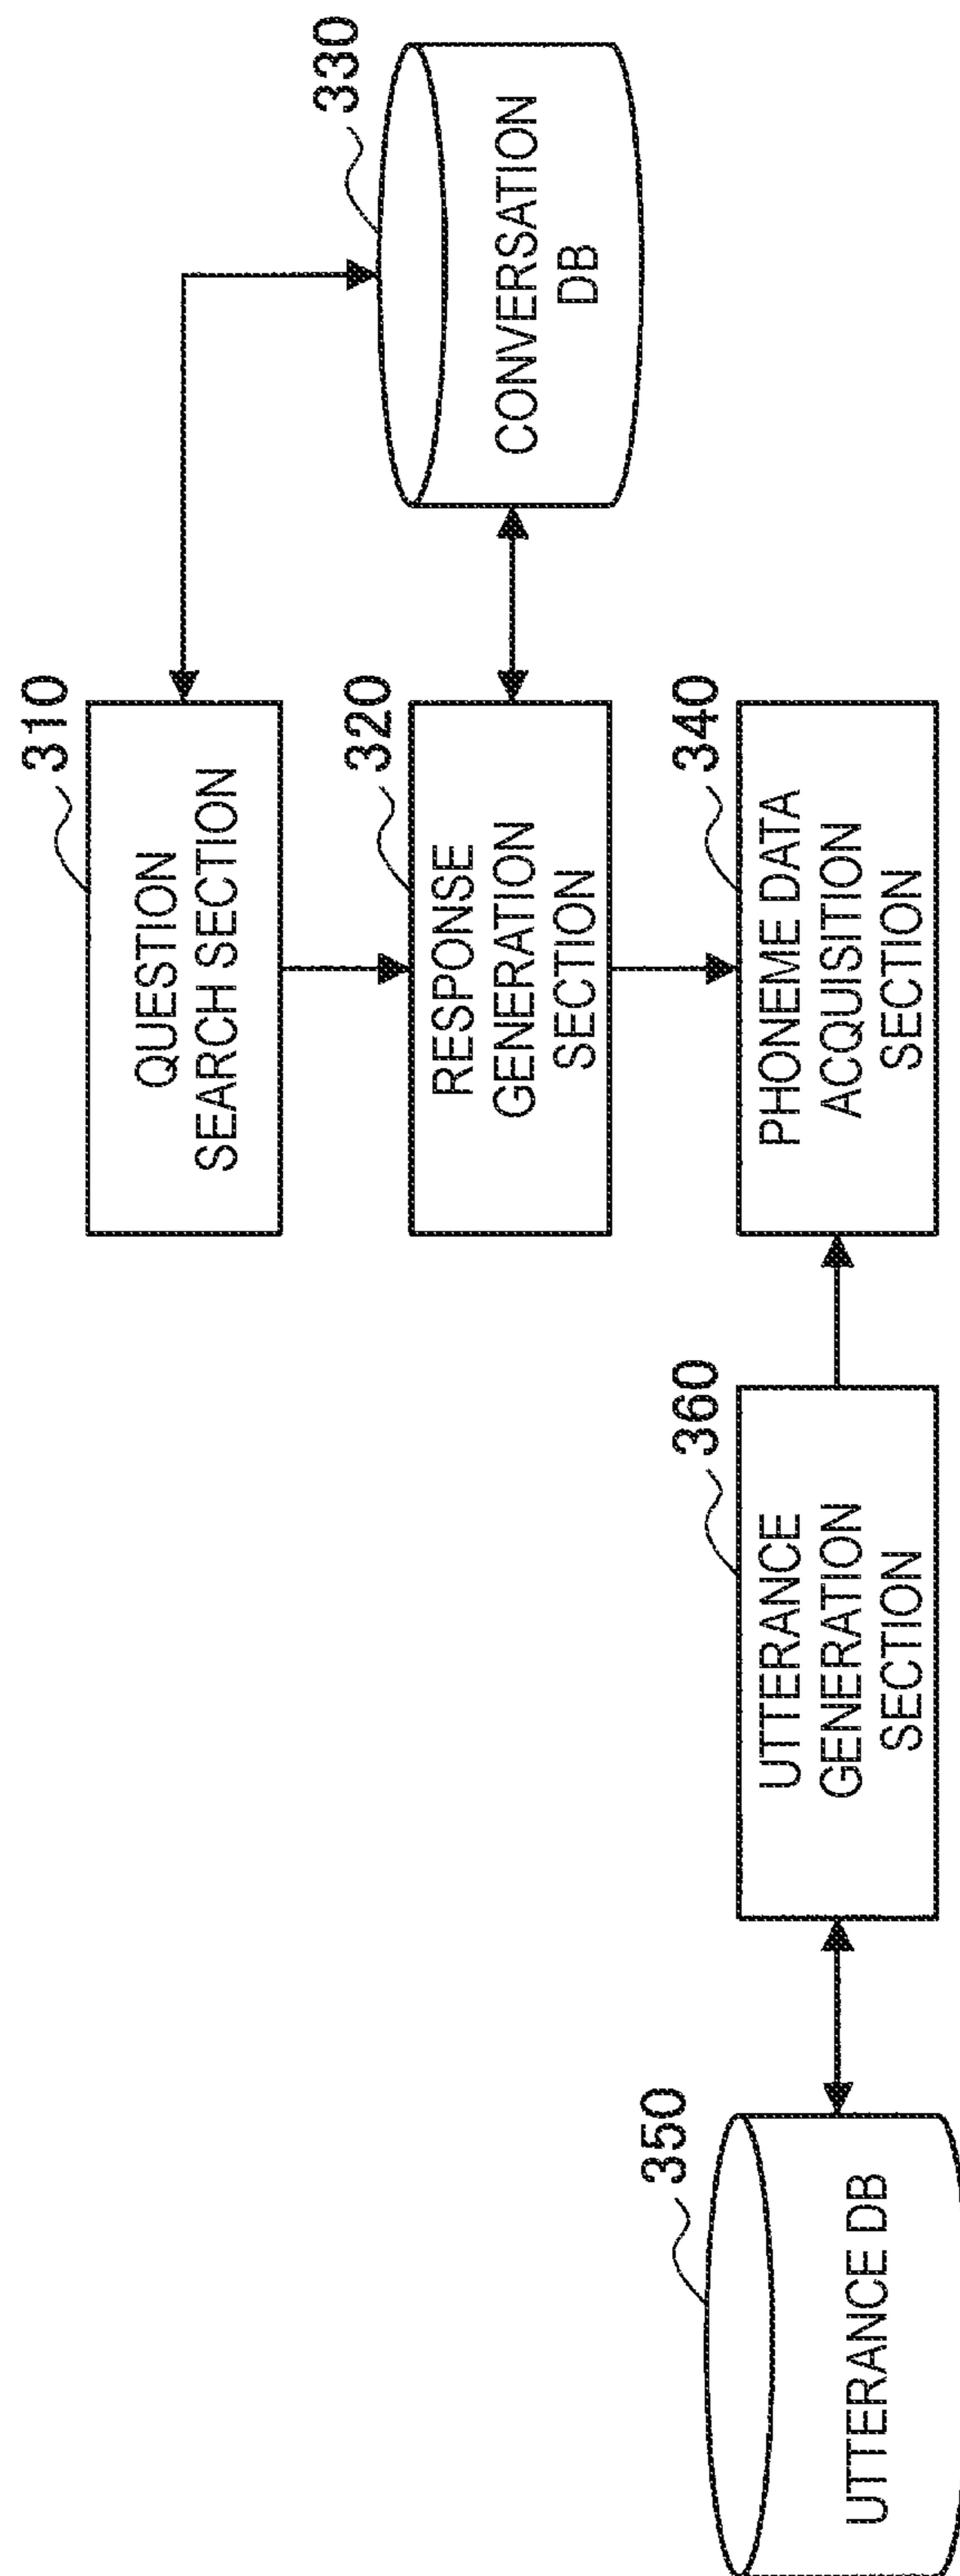 310
QUESTION
SEARCH SECTION
320
RESPONSE
GENERATION
SECTION
330
CONVERSATION
DB
350
UTTERANCE DB
360
UTTERANCE
GENERATION
SECTION
340
PHONEME DATA
ACQUISITION
SECTION